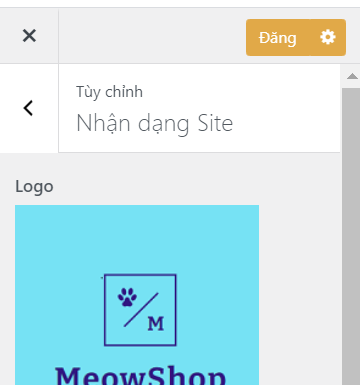 Đăng
Tùy chỉnh
Nhận dạng Site
Logo
M
MeowShop